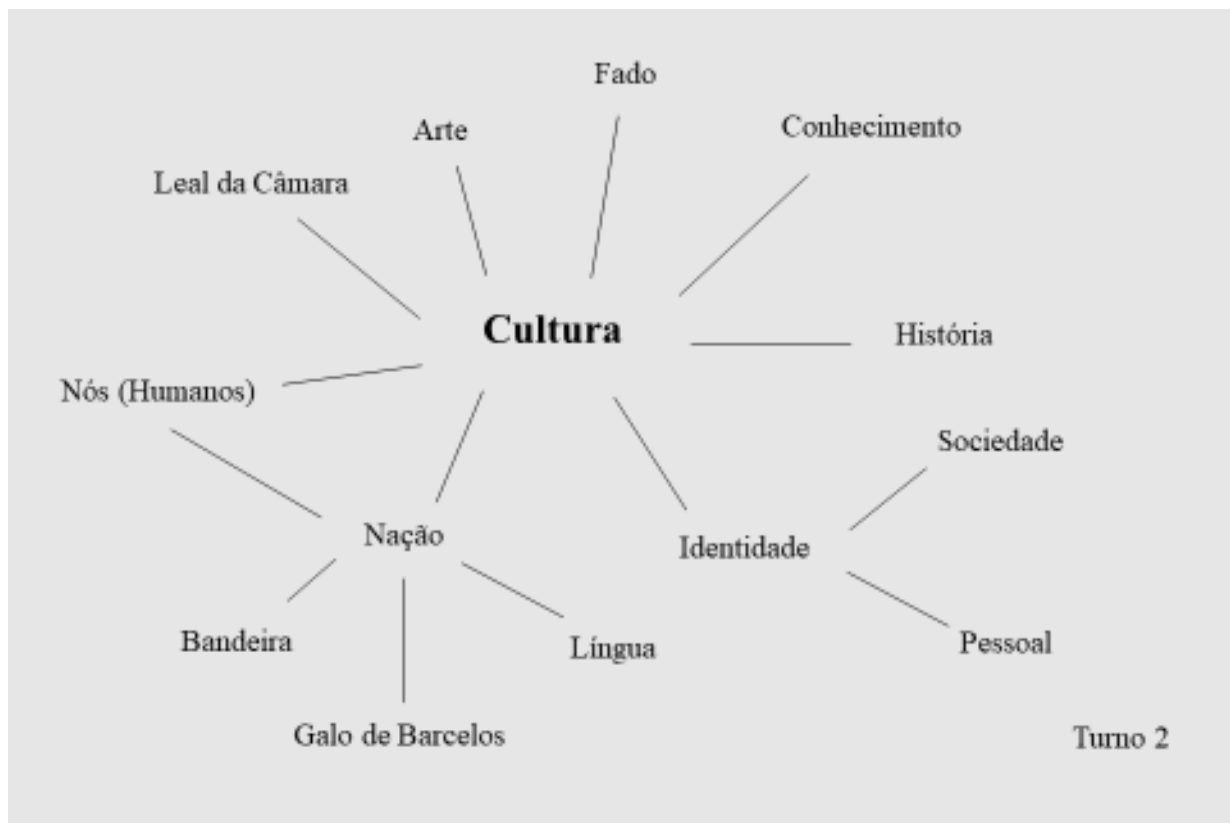 Fado
Arte
Conhecimento
Leal da Câmara
Cultura
História
Nós (Humanos)
Sociedade
Nação
Identidade
Bandeira
Língua
Pessoal
Galo de Barcelos
Turno 2